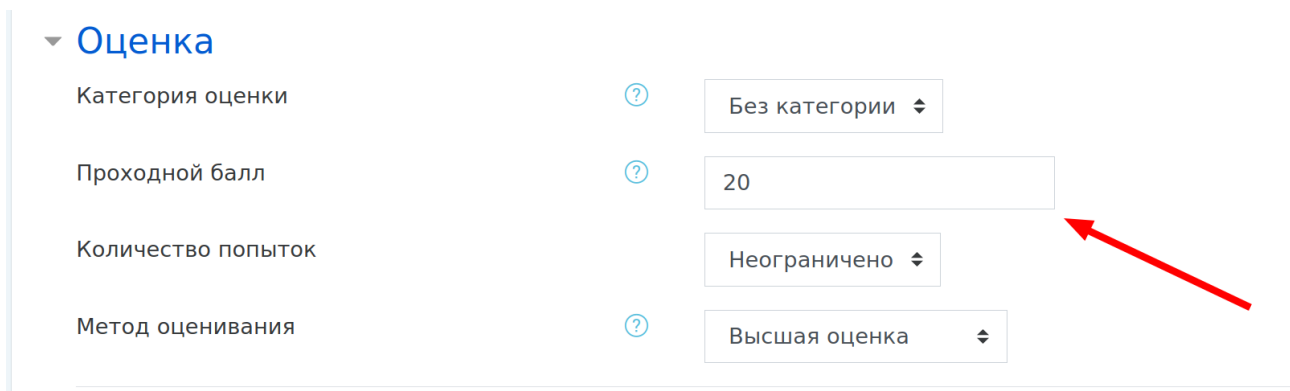 Оценка
Категория оценки ? Без категории
Проходной балл ? 20
Количество попыток Неограничено
Метод оценивания ? Высшая оценка